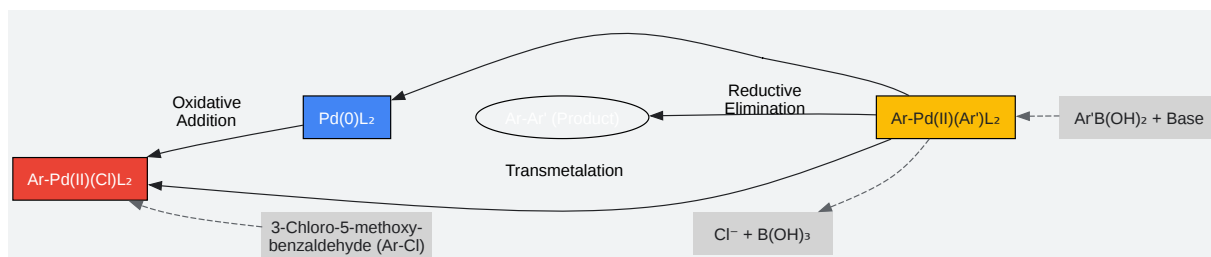 Oxidative
Addition
Pd(0)L₂
Ar-Ar' (Product)
Reductive
Elimination
Ar-Pd(II)(Ar')L₂
Ar'B(OH)₂ + Base
Ar-Pd(II)(Cl)L₂
Transmetalation
3-Chloro-5-methoxy-
benzaldehyde (Ar-Cl)
Cl⁻ + B(OH)₃